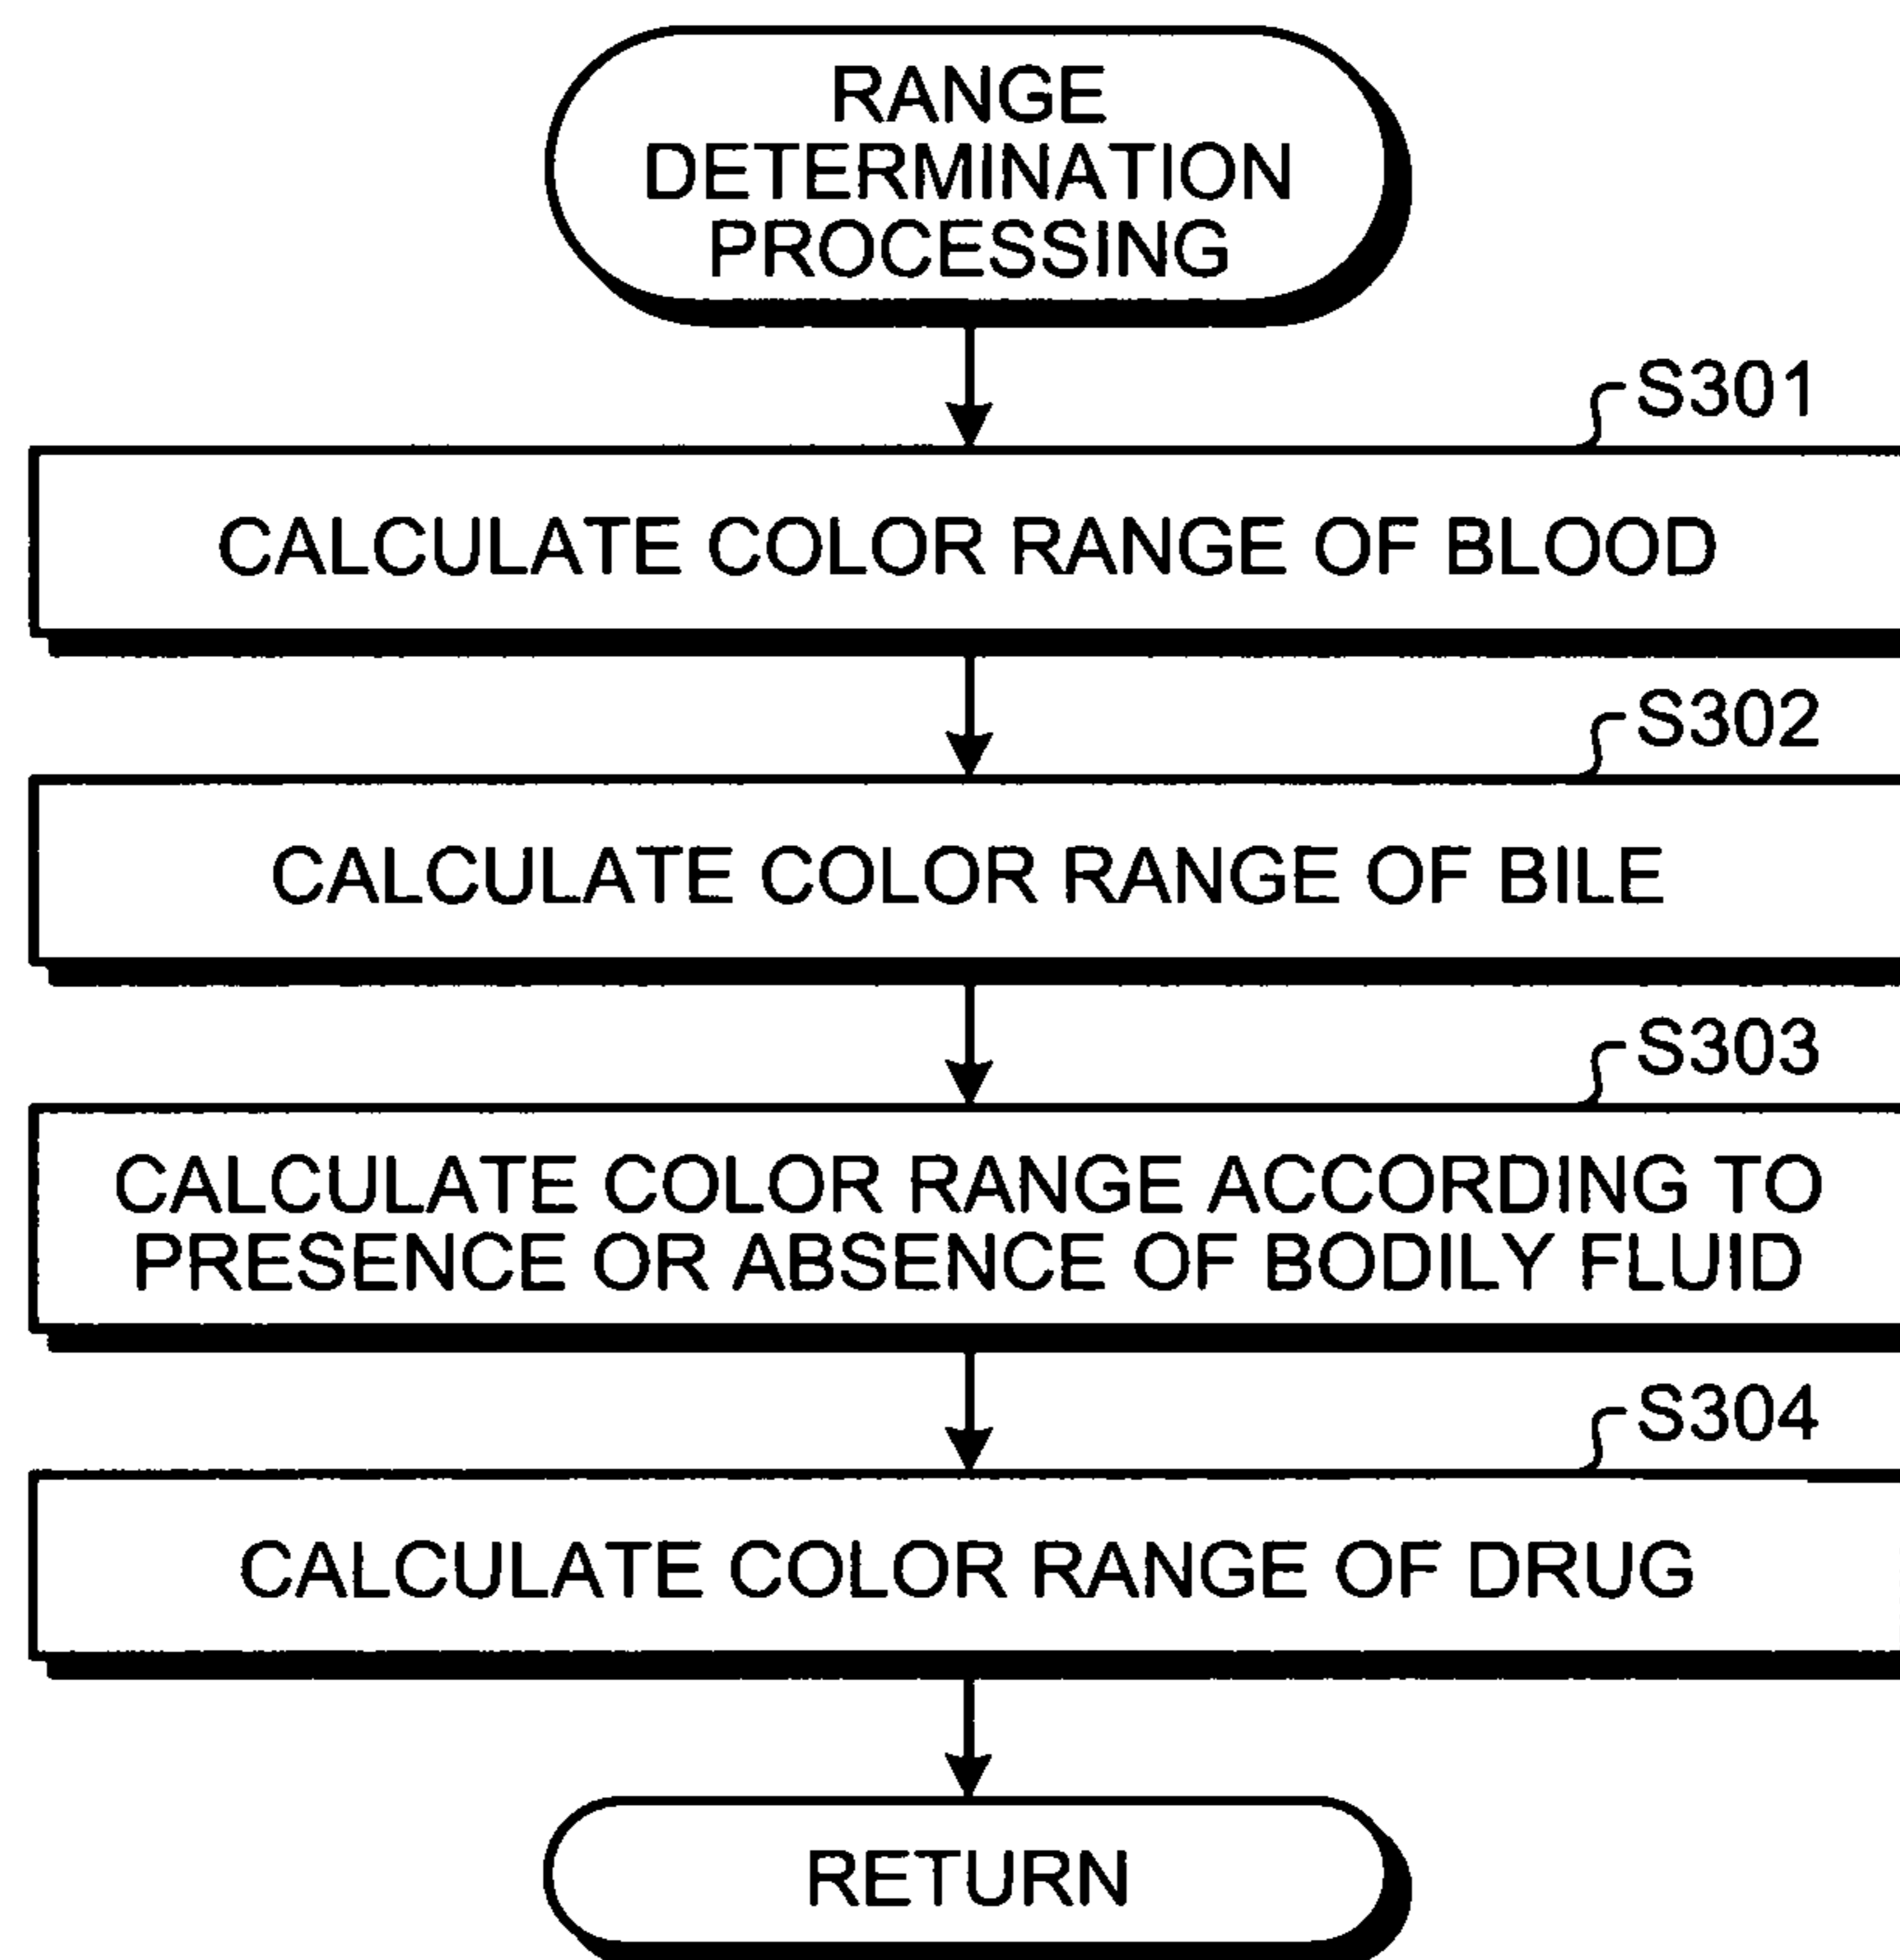 RANGE
DETERMINATION
PROCESSING
S301
CALCULATE COLOR RANGE OF BLOOD
S302
CALCULATE COLOR RANGE OF BILE
S303
CALCULATE COLOR RANGE ACCORDING TO
PRESENCE OR ABSENCE OF BODILY FLUID
S304
CALCULATE COLOR RANGE OF DRUG
RETURN